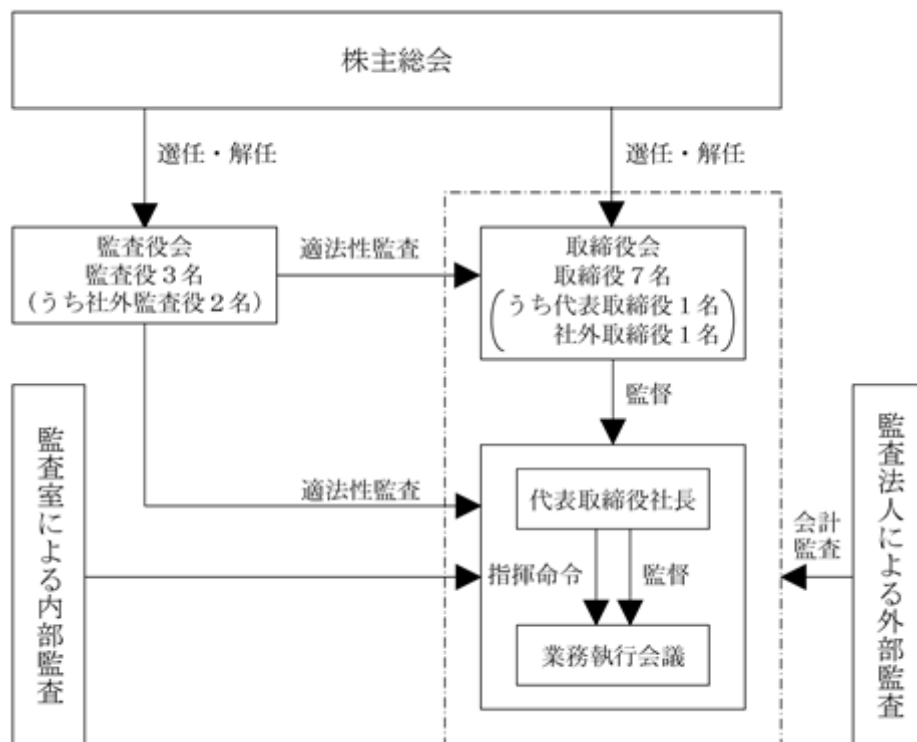 株主総会
選任・解任
選任・解任
監査役会
監査役３名
（うち社外監査役２名）
適法性監査
取締役会
取締役７名
（うち代表取締役１名
社外取締役１名）
監督
監査室による内部監査
適法性監査
代表取締役社長
指揮命令
監督
業務執行会議
会計
監査
監査法人による外部監査